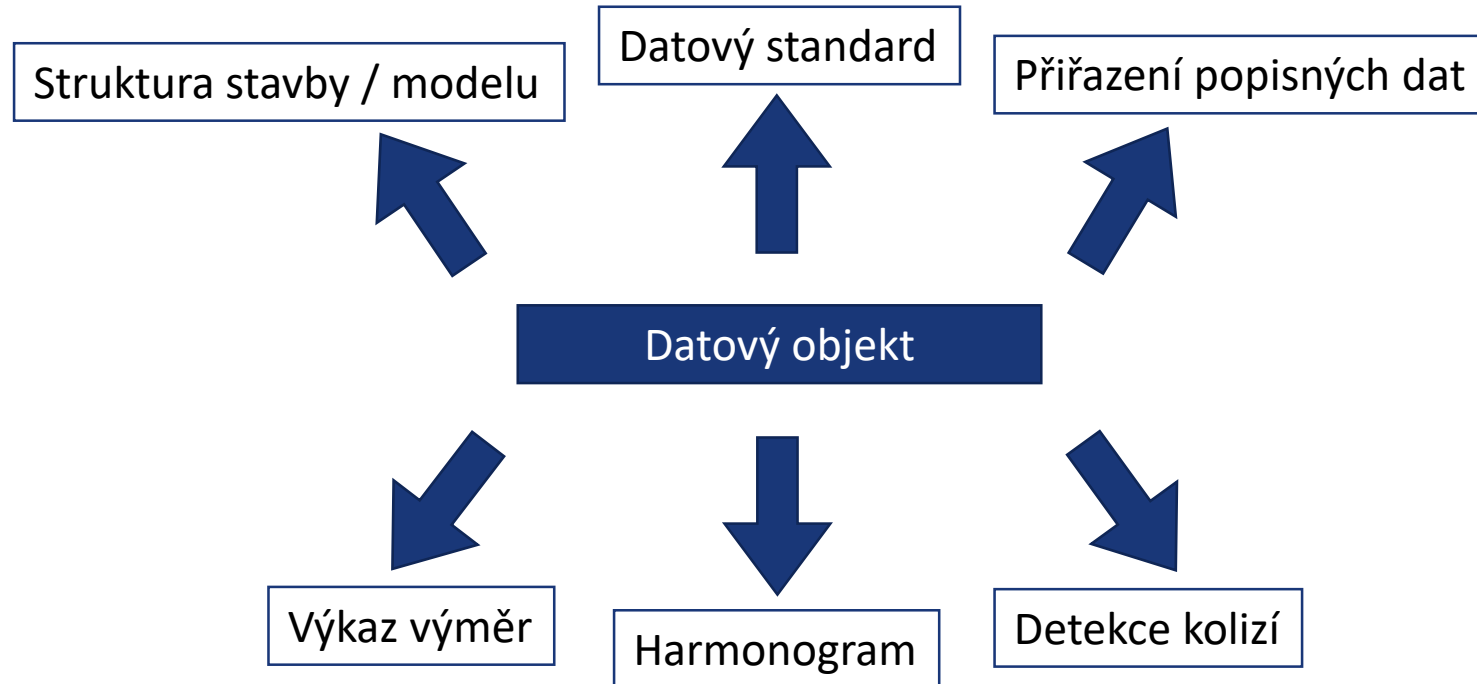 Datový standard
Struktura stavby / modelu
Přiřazení popisných dat
Datový objekt
Výkaz výměr
Harmonogram
Detekce kolizí